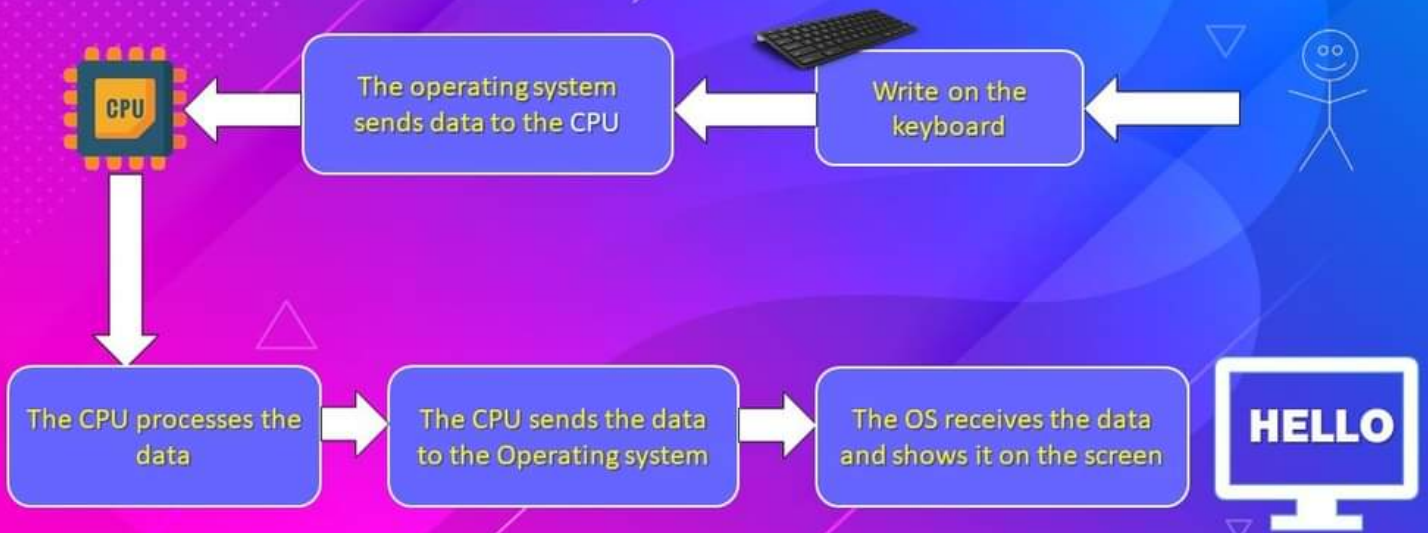 Write on the
keyboard
The operating system
sends data to the CPU
CPU
The CPU processes the
data
The CPU sends the data
to the Operating system
The OS receives the data
and shows it on the screen
HELLO